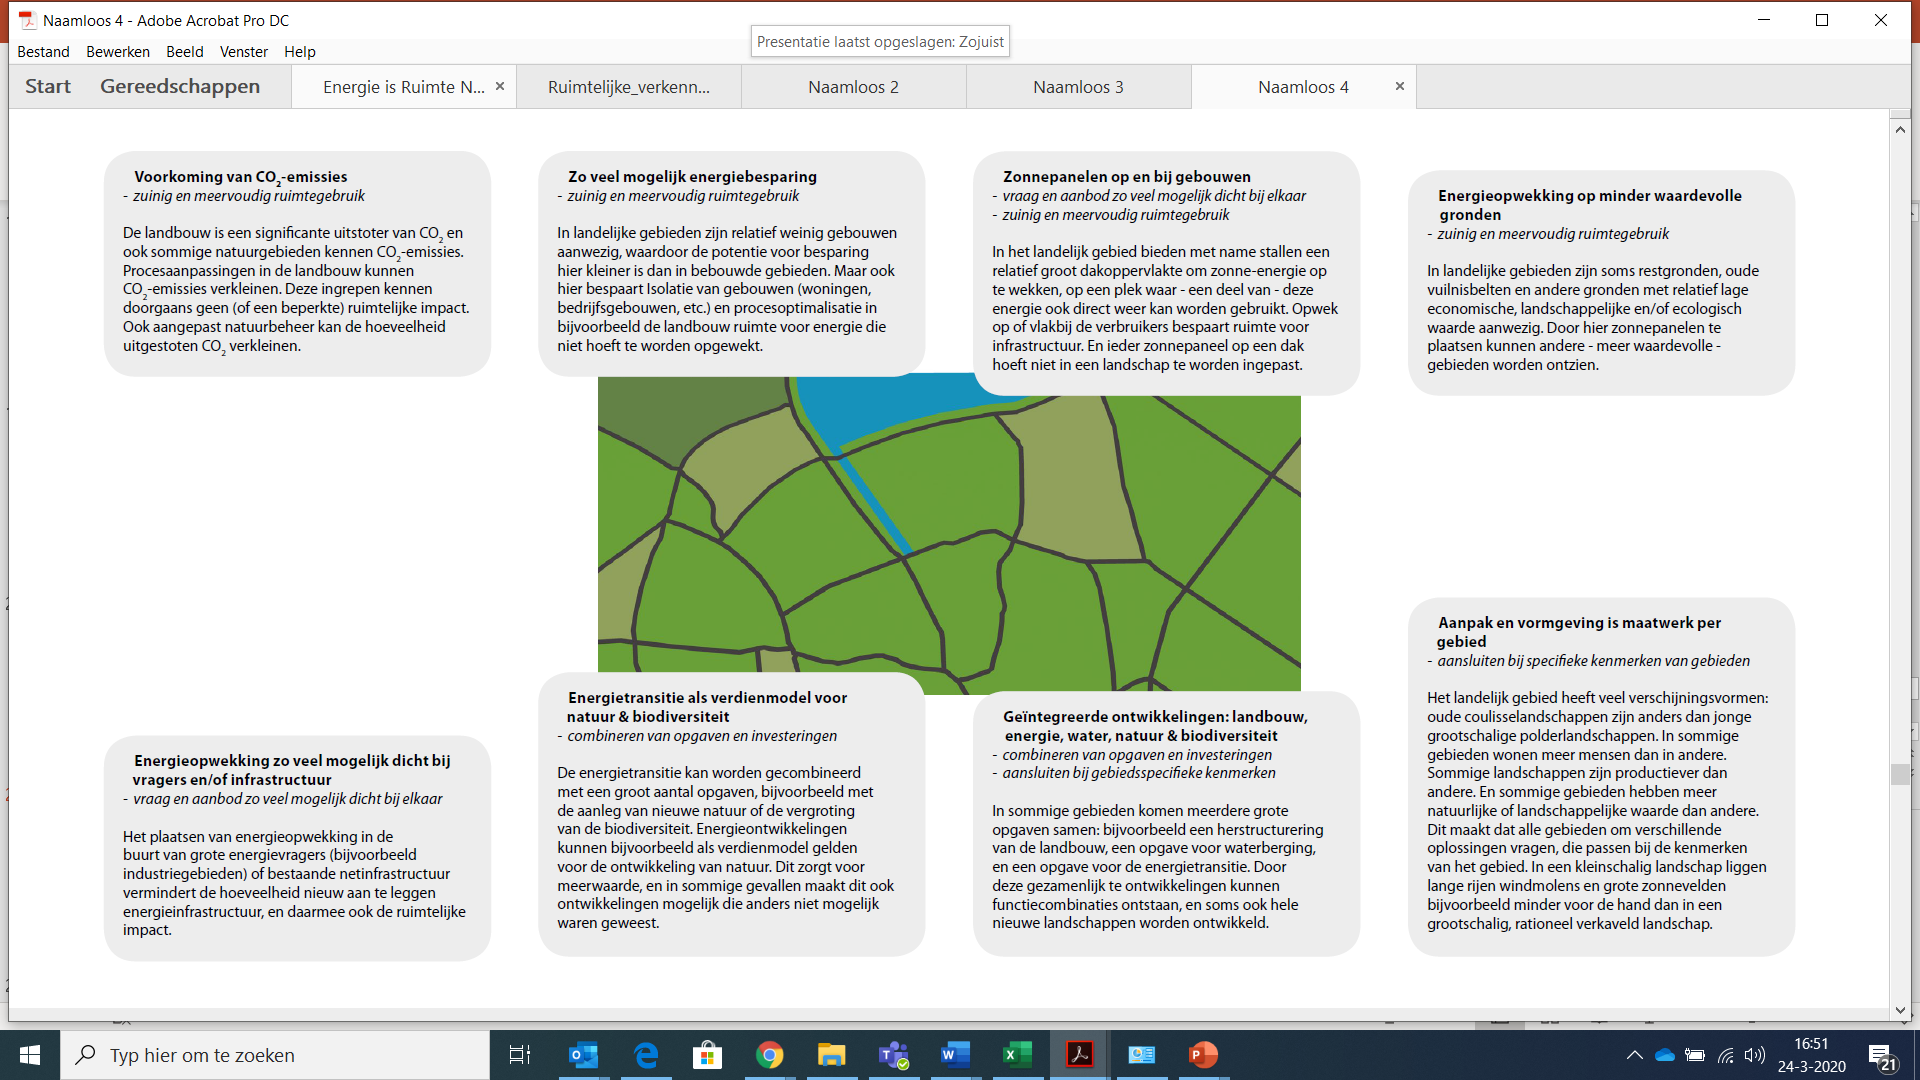 Naamloos 4 - Adobe Acrobat Pro DC
Presentatie laatst opgeslagen: Zojuist
Bestand Bewerken Beeld Venster Help
Start Gereedschappen Energie is Ruimte N... Ruimtelijke_verkenn... Naamloos 2 Naamloos 3 Naamloos 4
Voorkoming van CO₂-emissies
- zuinig en meervoudig ruimtegebruik
De landbouw is een significante uitstoter van CO₂ en
ook sommige natuurgebieden kennen CO₂-emissies.
Procesaanpassingen in de landbouw kunnen
CO₂-emissies verkleinen. Deze ingrepen kennen
doorgaans geen (of een beperkte) ruimtelijke impact.
Ook aangepast natuurbeheer kan de hoeveelheid
uitgestoten CO₂ verkleinen.
Zo veel mogelijk energiebesparing
- zuinig en meervoudig ruimtegebruik
In landelijke gebieden zijn relatief weinig gebouwen
aanwezig, waardoor de potentie voor besparing
hier kleiner is dan in bebouwde gebieden. Maar ook
hier bespaart Isolatie van gebouwen (woningen,
bedrijfsgebouwen, etc.) en procesoptimalisatie in
bijvoorbeeld de landbouw ruimte voor energie die
niet hoeft te worden opgewekt.
Zonnepanelen op en bij gebouwen
- vraag en aanbod zo veel mogelijk dicht bij elkaar
- zuinig en meervoudig ruimtegebruik
In het landelijk gebied bieden met name stallen een
relatief groot dakoppervlakte om zonne-energie op
te wekken, op een plek waar - een deel van - deze
energie ook direct weer kan worden gebruikt. Opwek
op of vlakbij de verbruikers bespaart ruimte voor
infrastructuur. En ieder zonnepaneel op een dak
hoeft niet in een landschap te worden ingepast.
Energieopwekking op minder waardevolle
gronden
- zuinig en meervoudig ruimtegebruik
In landelijke gebieden zijn soms restgronden, oude
vuilnisbelten en andere gronden met relatief lage
economische, landschappelijke en/of ecologisch
waarde aanwezig. Door hier zonnepanelen te
plaatsen kunnen andere - meer waardevolle -
gebieden worden ontzien.
Energieopwekking zo veel mogelijk dicht bij
vragers en/of infrastructuur
- vraag en aanbod zo veel mogelijk dicht bij elkaar
Het plaatsen van energieopwekking in de
buurt van grote energievragers (bijvoorbeeld
industriegebieden) of bestaande netinfrastructuur
vermindert de hoeveelheid nieuw aan te leggen
energieinfrastructuur, en daarmee ook de ruimtelijke
impact.
Energietransitie als verdienmodel voor
natuur & biodiversiteit
- combineren van opgaven en investeringen
De energietransitie kan worden gecombineerd
met een groot aantal opgaven, bijvoorbeeld met
de aanleg van nieuwe natuur of de vergroting
van de biodiversiteit. Energieontwikkelingen
kunnen bijvoorbeeld als verdienmodel gelden
voor de ontwikkeling van natuur. Dit zorgt voor
meerwaarde, en in sommige gevallen maakt dit ook
ontwikkelingen mogelijk die anders niet mogelijk
waren geweest.
Geïntegreerde ontwikkelingen: landbouw,
energie, water, natuur & biodiversiteit
- combineren van opgaven en investeringen
- aansluiten bij gebiedsspecifieke kenmerken
In sommige gebieden komen meerdere grote
opgaven samen: bijvoorbeeld een herstructurering
van de landbouw, een opgave voor waterberging,
en een opgave voor de energietransitie. Door
deze gezamenlijk te ontwikkelingen kunnen
functiecombinaties ontstaan, en soms ook hele
nieuwe landschappen worden ontwikkeld.
Aanpak en vormgeving is maatwerk per
gebied
- aansluiten bij specifieke kenmerken van gebieden
Het landelijk gebied heeft veel verschijningsvormen:
oude coulisselandschappen zijn anders dan jonge
grootschalige polderlandschappen. In sommige
gebieden wonen meer mensen dan in andere.
Sommige landschappen zijn productiever dan
andere. En sommige gebieden hebben meer
natuurlijke of landschappelijke waarde dan andere.
Dit maakt dat alle gebieden om verschillende
oplossingen vragen, die passen bij de kenmerken
van het gebied. In een kleinschalig landschap liggen
lange rijen windmolens en grote zonnevelden
bijvoorbeeld minder voor de hand dan in een
grootschalig, rationeel verkaveld landschap.
Typ hier om te zoeken
16:51
24-3-2020
21